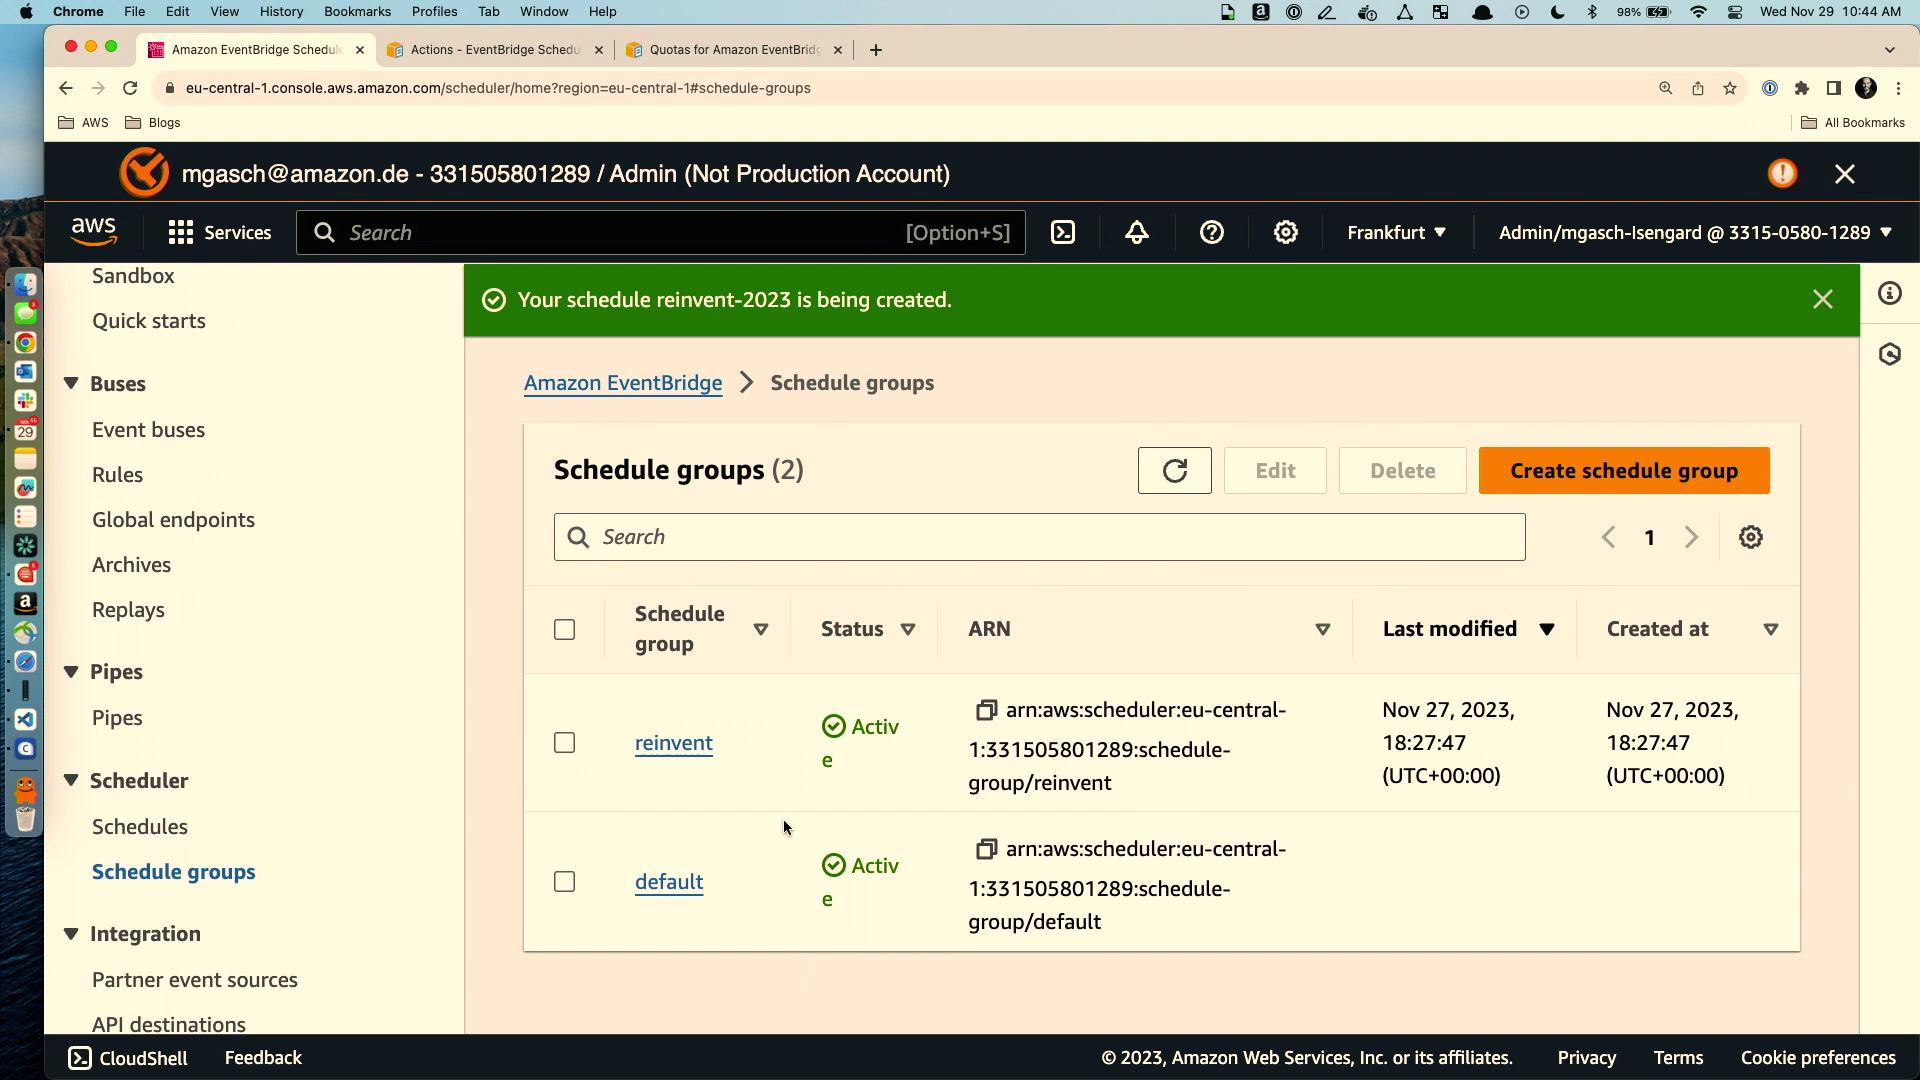 Chrome File Edit View History Bookmarks Profiles Tab Window Help 98% Wed Nov 29 10:44 AM
Amazon EventBridge Schedule Actions - EventBridge Schedu Quotas for Amazon EventBridg
eu-central-1.console.aws.amazon.com/scheduler/home?region=eu-central-1#schedule-groups
AWS Blogs All Bookmarks
mgasch@amazon.de - 331505801289 / Admin (Not Production Account)
aws Services Search [Option+S] Frankfurt Admin/mgasch-Isengard @ 3315-0580-1289
Sandbox
Quick starts
Buses
Event buses
Rules
Global endpoints
Archives
Replays
Pipes
Pipes
Scheduler
Schedules
Schedule groups
Integration
Partner event sources
API destinations
Your schedule reinvent-2023 is being created.
Amazon EventBridge > Schedule groups
Schedule groups (2) Edit Delete Create schedule group
Search 1
Schedule
group
Status ARN Last modified Created at
reinvent
Activ
e
arn:aws:scheduler:eu-central-
1:331505801289:schedule-
group/reinvent
Nov 27, 2023,
18:27:47
(UTC+00:00)
Nov 27, 2023,
18:27:47
(UTC+00:00)
default
Activ
e
arn:aws:scheduler:eu-central-
1:331505801289:schedule-
group/default
CloudShell Feedback © 2023, Amazon Web Services, Inc. or its affiliates. Privacy Terms Cookie preferences